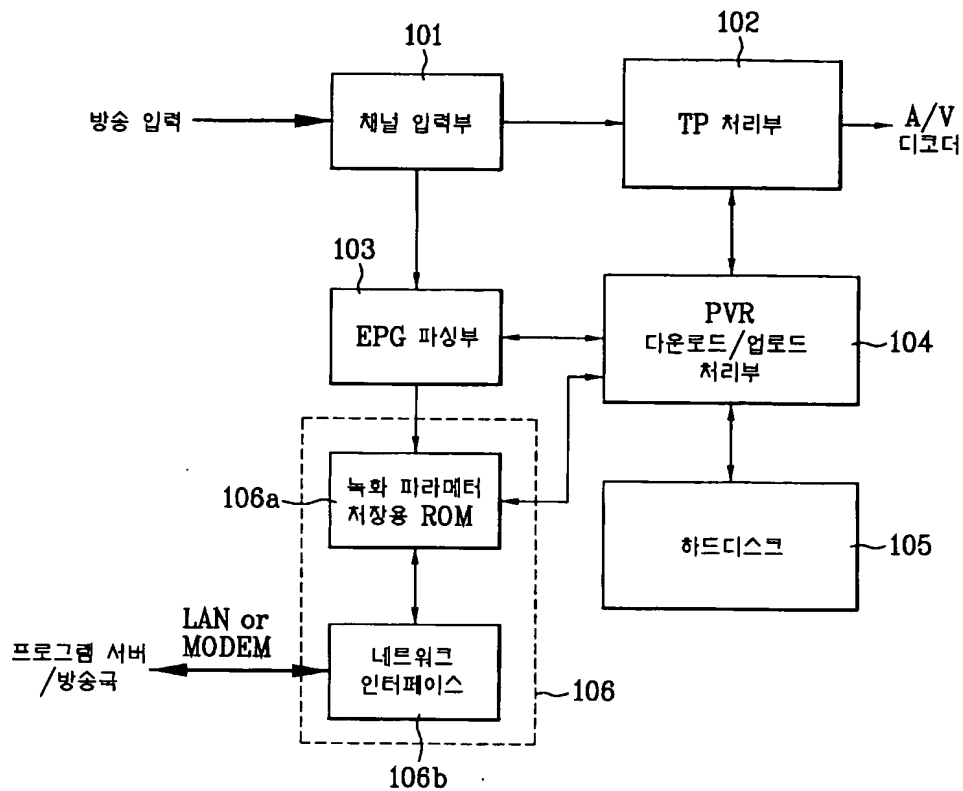 101
102
방송 입력
채널 입력부
TP 처리부
A/V
디코더
103
EPG 파싱부
PVR
다운로드/업로드
처리부
104
106a
녹화 파라메터
저장용 ROM
하드디스크
105
LAN or
MODEM
프로그램 서버
/방송국
네트워크
인터페이스
106
106b